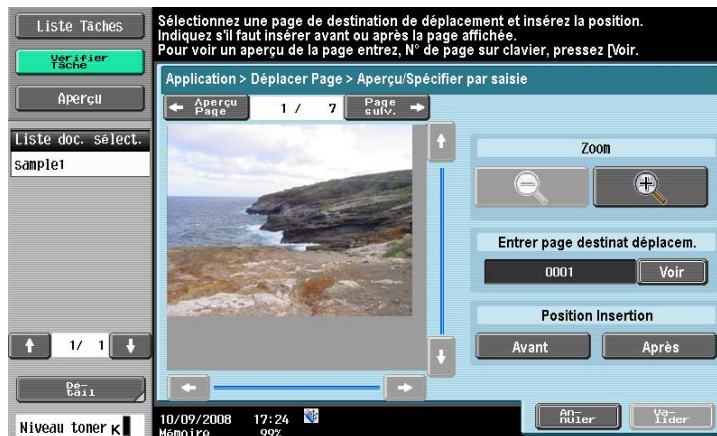 Liste Tâches
Vérifier
Tâche
Aperçu
Liste doc. sélect.
sample1
1/ 1
Dé-
tail
Niveau toner K
Sélectionnez une page de destination de déplacement et insérez la position.
Indiquez s'il faut insérer avant ou après la page affichée.
Pour voir un aperçu de la page entrez, N° de page sur clavier, pressez [Voir.
Application > Déplacer Page > Aperçu/Spécifier par saisie
Aperçu
Page
1 / 7
Page
suiv.
Zoom
Entrer page destinat déplacem.
0001
Voir
Position Insertion
Avant
Après
10/09/2008 17:24
Mémoire 99%
An-
nuler
Va-
lider